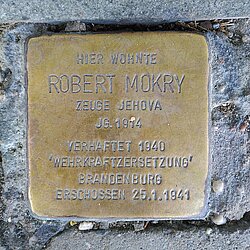 HIER WOHNTE
ROBERT MOKRY
ZEUGE JEHOVA
JG. 1914
VERHAFTET 1940
'WEHRKRAFTZERSETZUNG'
BRANDENBURG
ERSCHOSSEN 25.1.1941